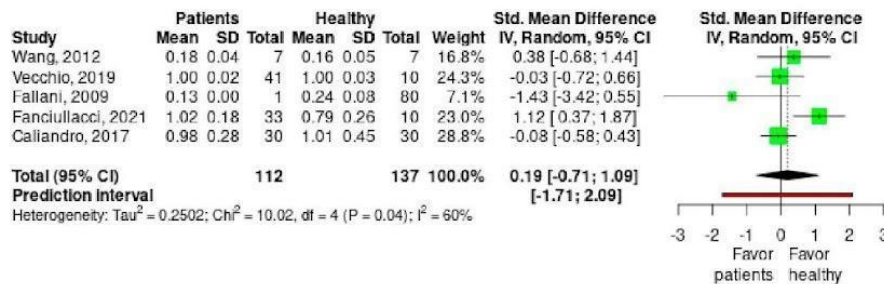 Patients Healthy Std. Mean Difference Std. Mean Difference
Study Mean SD Total Mean SD Total Weight IV, Random, 95% CI IV, Random, 95% CI
Wang, 2012 0.18 0.04 7 0.16 0.05 7 16.8% 0.38 [-0.68; 1.44]
Vecchio, 2019 1.00 0.02 41 1.00 0.03 10 24.3% -0.03 [-0.72; 0.66]
Fallani, 2009 0.13 0.00 1 0.24 0.08 80 7.1% -1.43 [-3.42; 0.55]
Fanciullacci, 2021 1.02 0.18 33 0.79 0.26 10 23.0% 1.12 [0.37; 1.87]
Caliandro, 2017 0.98 0.28 30 1.01 0.45 30 28.8% -0.08 [-0.58; 0.43]
Total (95% CI) 112 137 100.0% 0.19 [-0.71; 1.09]
Prediction interval [-1.71; 2.09]
Heterogeneity: Tau² = 0.2502; Chi² = 10.02, df = 4 (P = 0.04); I² = 60%
-3 -2 -1 0 1 2 3
Favor Favor
patients healthy